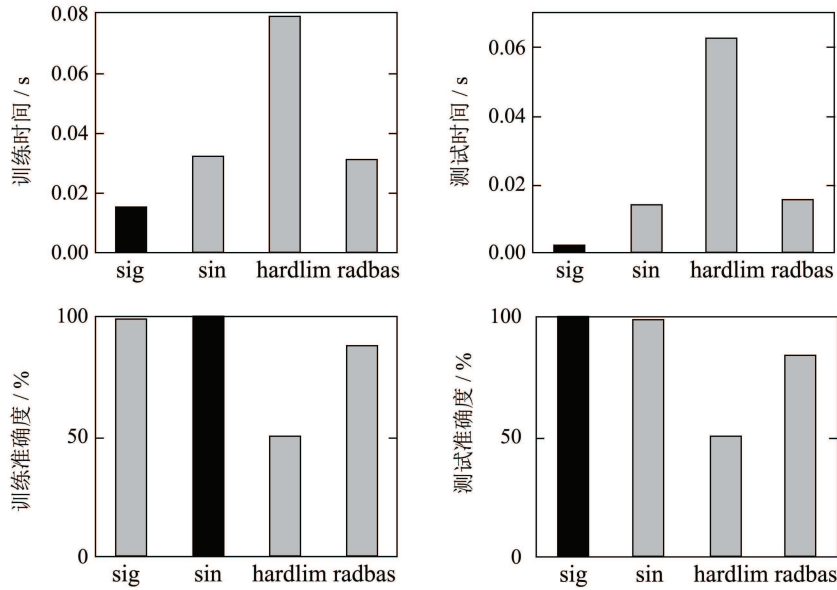 训练时间 / s
0.08
0.06
0.04
0.02
0.00
sig sin hardlim radbas
测试时间 / s
0.06
0.04
0.02
0.00
sig sin hardlim radbas
训练准确度 / %
100
50
0
sig sin hardlim radbas
测试准确度 / %
100
50
0
sig sin hardlim radbas